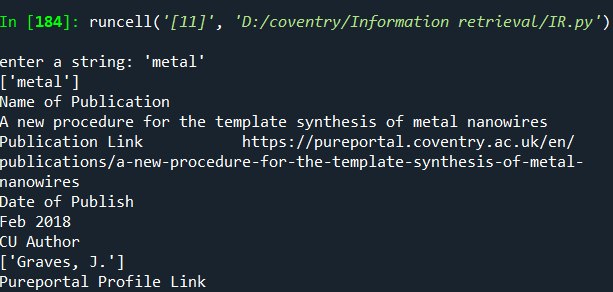 In [184]: runcell('[11]', 'D:/coventry/Information retrieval/IR.py')
enter a string: 'metal'
['metal']
Name of Publication
A new procedure for the template synthesis of metal nanowires
Publication Link          https://pureportal.coventry.ac.uk/en/
publications/a-new-procedure-for-the-template-synthesis-of-metal-
nanowires
Date of Publish
Feb 2018
CU Author
['Graves, J.']
Pureportal Profile Link